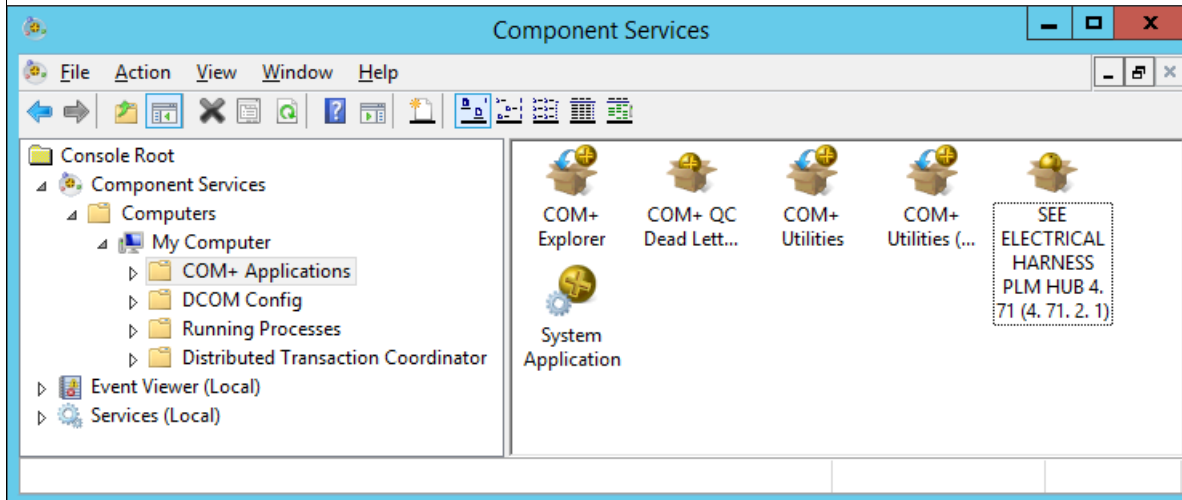 Component Services
File Action View Window Help
Console Root
Component Services
Computers
My Computer
COM+ Applications
DCOM Config
Running Processes
Distributed Transaction Coordinator
Event Viewer (Local)
Services (Local)
COM+
Explorer
COM+ QC
Dead Lett...
COM+
Utilities
COM+
Utilities (...
SEE
ELECTRICAL
HARNESS
PLM HUB 4.
71 (4. 71. 2. 1)
System
Application